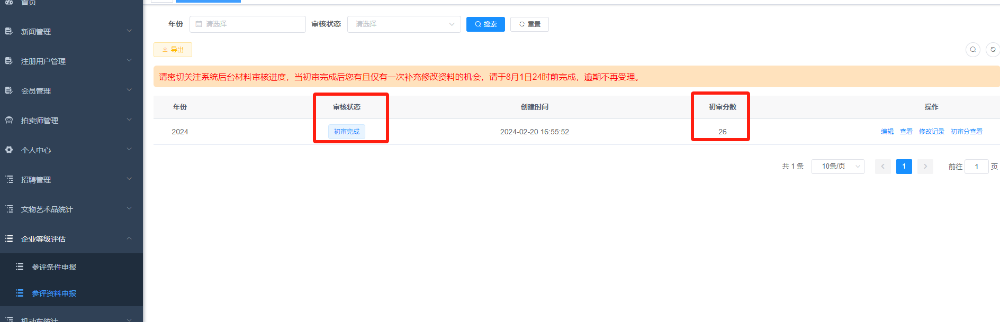 首页
新闻管理
注册用户管理
会员管理
拍卖师管理
个人中心
招聘管理
文物艺术品统计
企业等级评估
参评条件申报
参评资料申报
机动车统计
年份 请选择 审核状态 请选择 搜索 重置
导出
请密切关注系统后台材料审核进度，当初审完成后您有且仅有一次补充修改资料的机会，请于8月1日24时前完成，逾期不再受理。
年份 审核状态 创建时间 初审分数 操作
2024 初审完成 2024-02-20 16:55:52 26 编辑 查看 修改记录 初审分查看
共 1 条 10条/页 1 前往 1 页